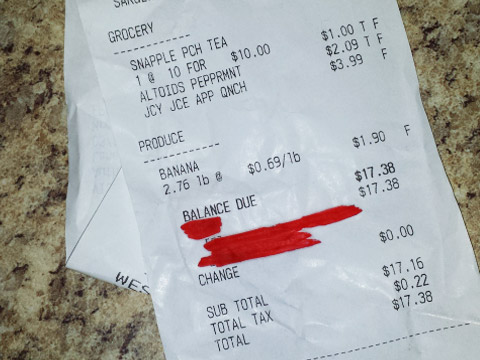 GROCERY
SNAPPLE PCH TEA $1.00 T F
1 @ 10 FOR $10.00
ALTOIDS PEPPRMNT $2.09 T F
JCY JCE APP QNCH $3.99 F
PRODUCE
BANANA $1.90 F
2.76 lb @ $0.69/lb
BALANCE DUE $17.38
$17.38
CHANGE $0.00
SUB TOTAL $17.16
TOTAL TAX $0.22
TOTAL $17.38